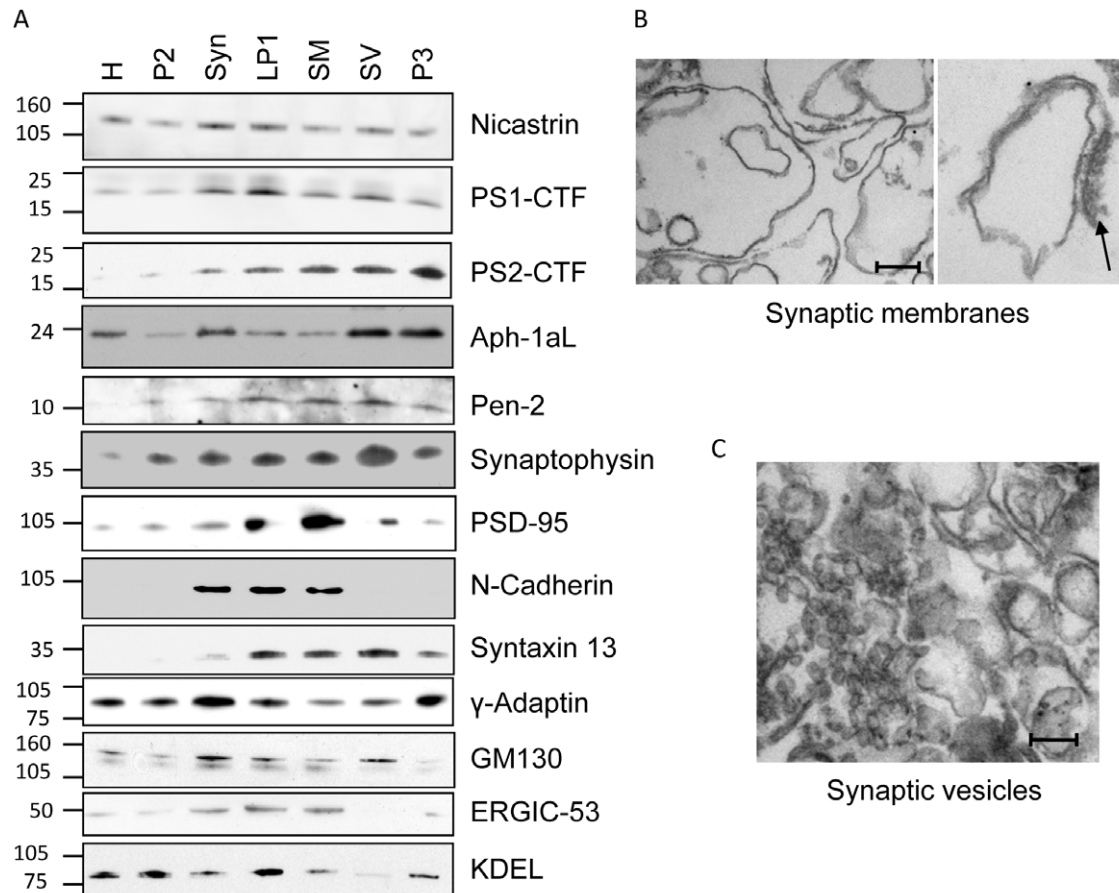 A
H P2 Syn LP1 SM SV P3
160
105
Nicastrin
25
15
PS1-CTF
25
15
PS2-CTF
24
Aph-1aL
10
Pen-2
35
Synaptophysin
105
PSD-95
105
N-Cadherin
35
Syntaxin 13
105
75
γ-Adaptin
160
105
GM130
50
ERGIC-53
105
75
KDEL
B
Synaptic membranes
C
Synaptic vesicles